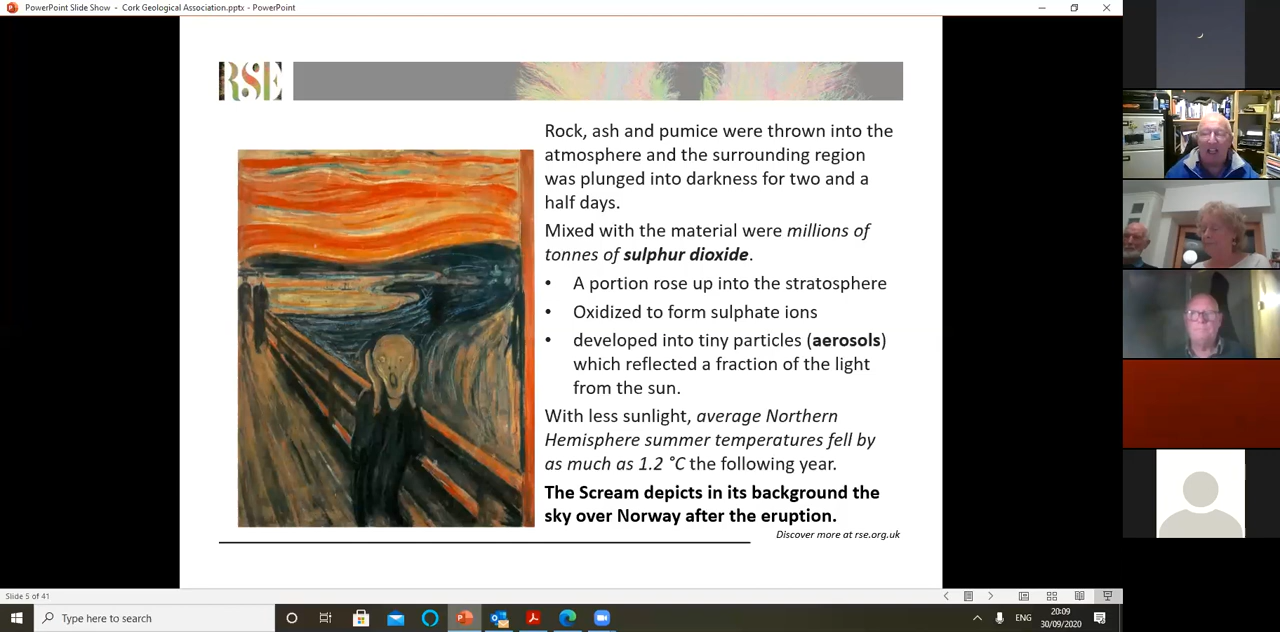 PowerPoint Slide Show - Cork Geological Association.pptx - PowerPoint
RSE
Rock, ash and pumice were thrown into the
atmosphere and the surrounding region
was plunged into darkness for two and a
half days.
Mixed with the material were millions of
tonnes of sulphur dioxide.
• A portion rose up into the stratosphere
• Oxidized to form sulphate ions
• developed into tiny particles (aerosols)
which reflected a fraction of the light
from the sun.
With less sunlight, average Northern
Hemisphere summer temperatures fell by
as much as 1.2 °C the following year.
The Scream depicts in its background the
sky over Norway after the eruption.
Discover more at rse.org.uk
Slide 5 of 41
Type here to search
ENG
20:09
30/09/2020